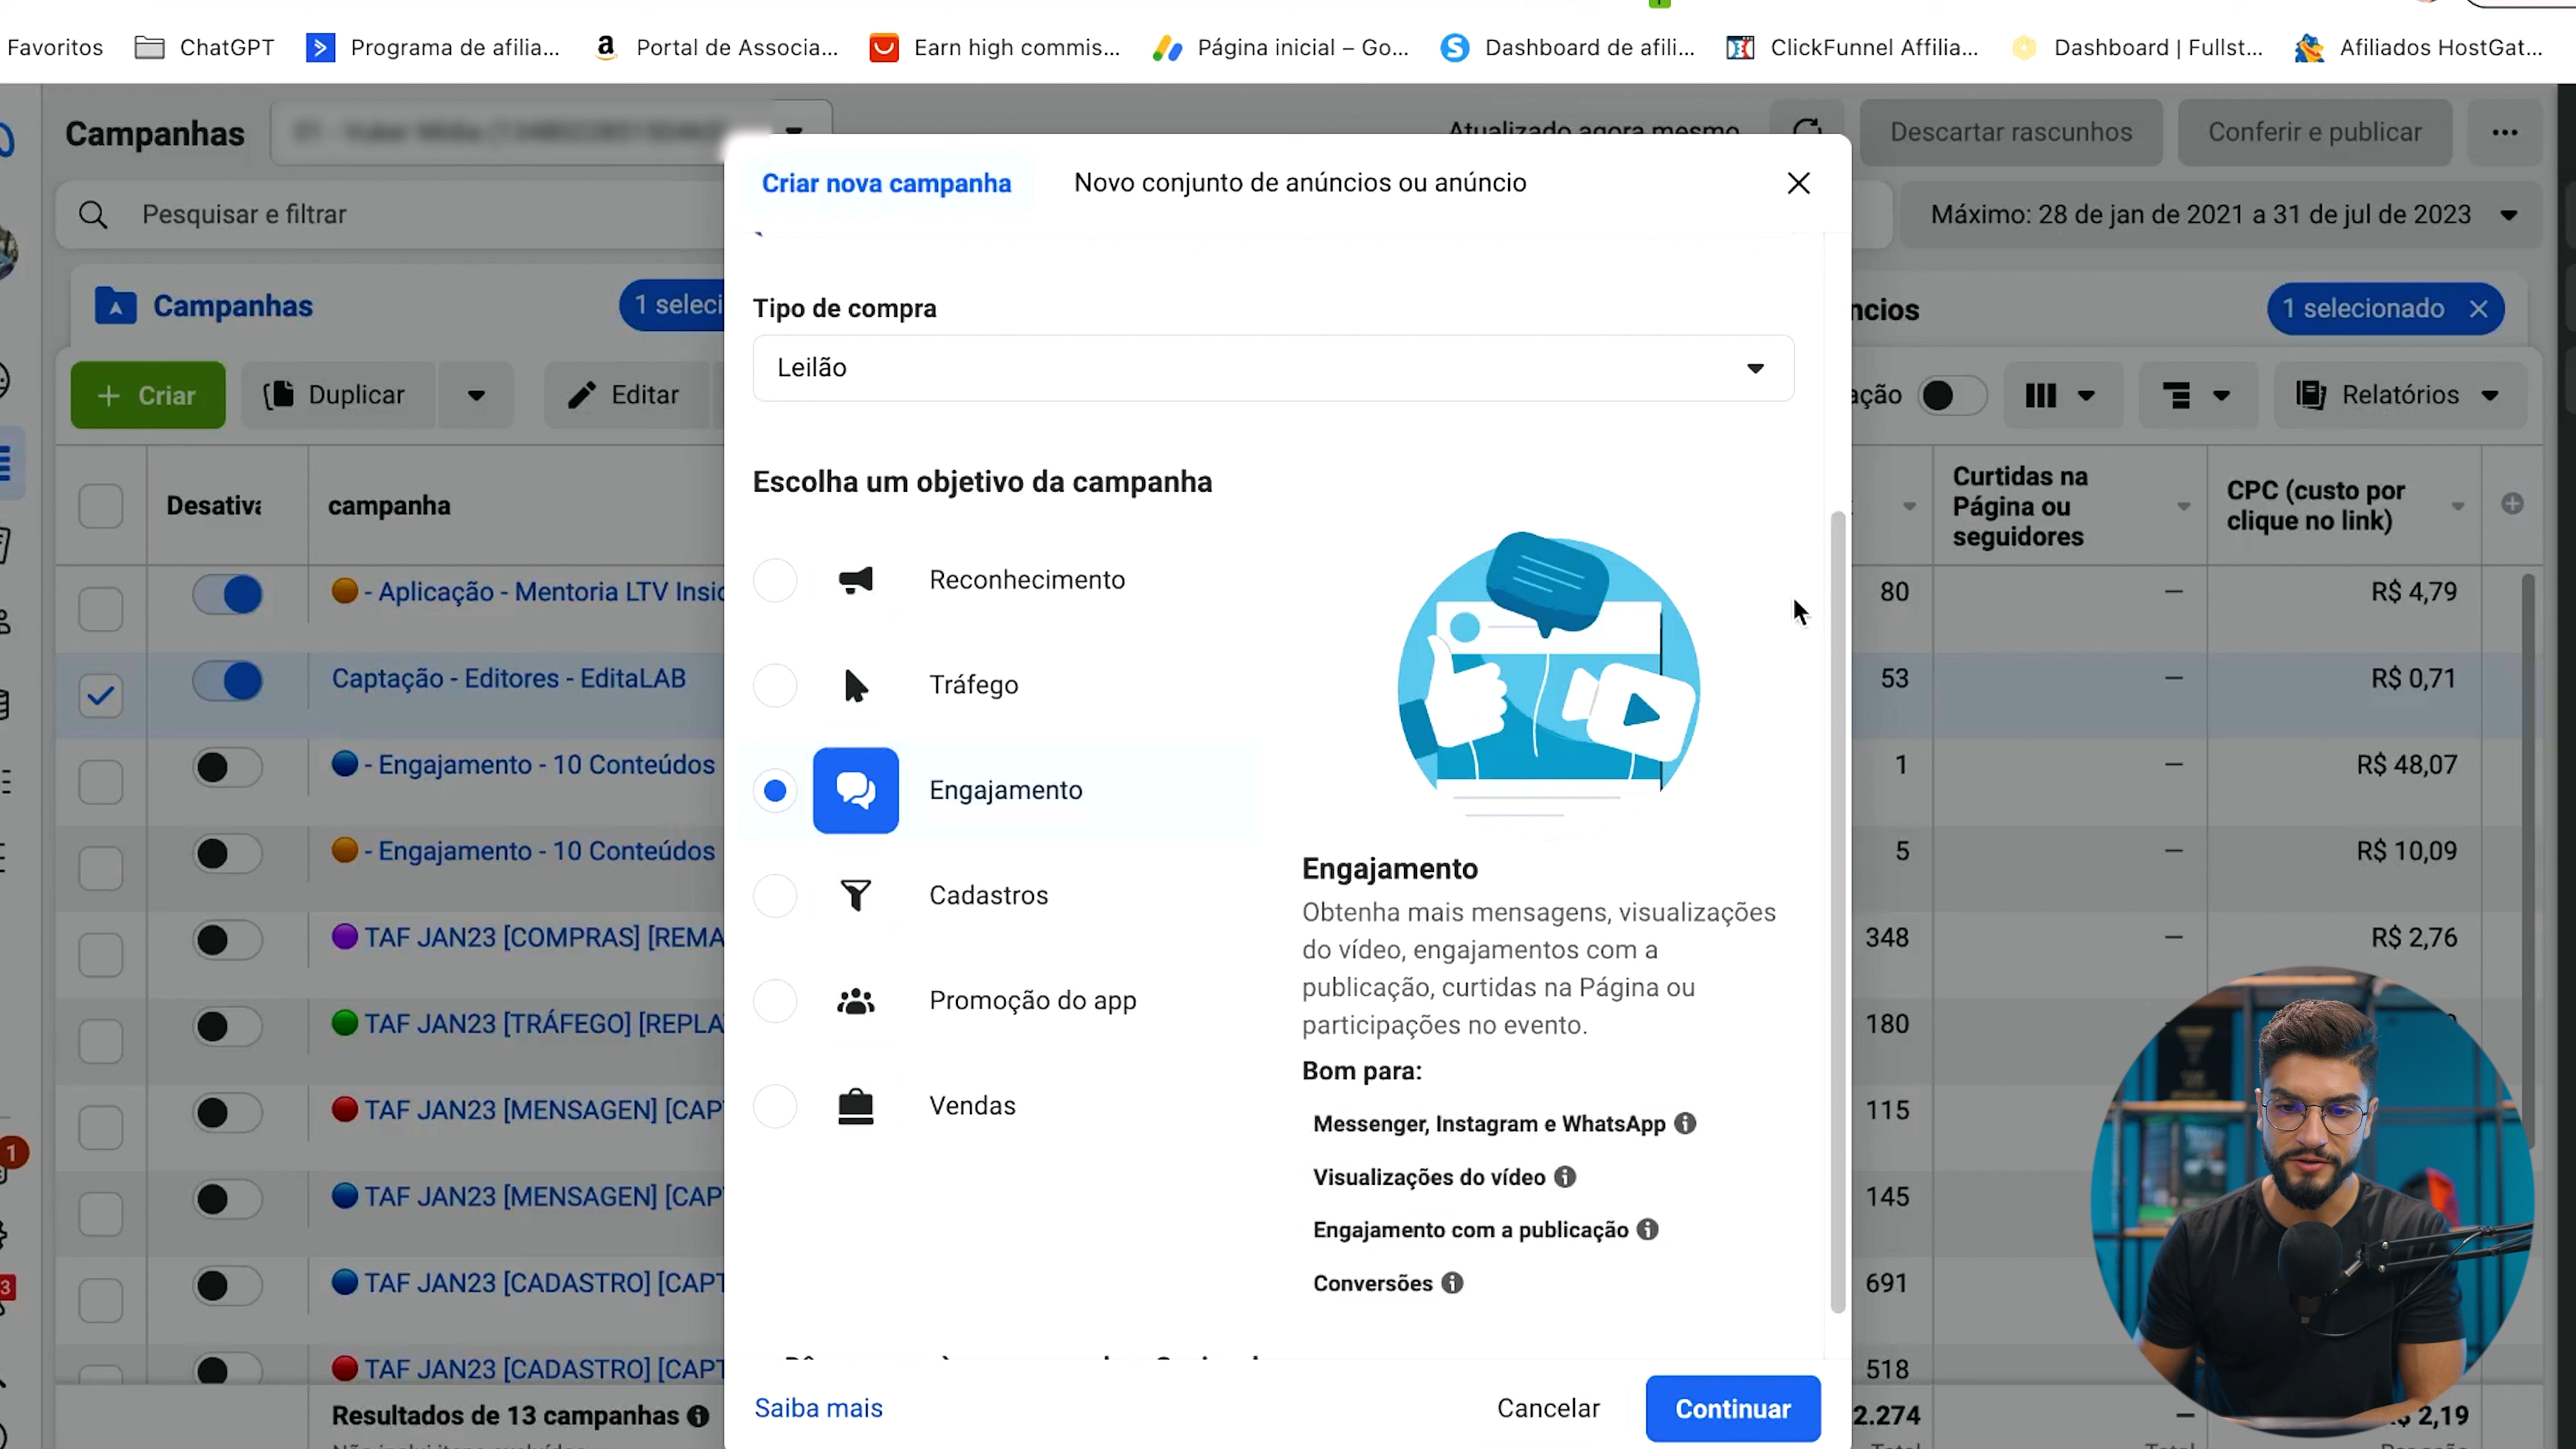 Favoritos
ChatGPT
Programa de afilia...
Portal de Associa...
Earn high commis...
Página inicial – Go...
Dashboard de afili...
ClickFunnel Affilia...
Dashboard | Fullst...
Afiliados HostGat...
Campanhas
Atualizado agora mesmo
Descartar rascunhos
Conferir e publicar
Pesquisar e filtrar
Máximo: 28 de jan de 2021 a 31 de jul de 2023
Campanhas
1 seleci
ncios
1 selecionado
+ Criar
Duplicar
Editar
ação
Relatórios
Desativa
campanha
Curtidas na
Página ou
seguidores
CPC (custo por
clique no link)
- Aplicação - Mentoria LTV Insid
80
—
R$ 4,79
Captação - Editores - EditaLAB
53
—
R$ 0,71
- Engajamento - 10 Conteúdos
1
—
R$ 48,07
- Engajamento - 10 Conteúdos
5
—
R$ 10,09
TAF JAN23 [COMPRAS] [REMA
348
—
R$ 2,76
TAF JAN23 [TRÁFEGO] [REPLA
180
TAF JAN23 [MENSAGEN] [CAP
115
TAF JAN23 [MENSAGEN] [CAP
145
TAF JAN23 [CADASTRO] [CAPT
691
TAF JAN23 [CADASTRO] [CAPT
518
Resultados de 13 campanhas
2.274
—
$ 2,19
Total
Total
1
3
Criar nova campanha
Novo conjunto de anúncios ou anúncio
Tipo de compra
Leilão
Escolha um objetivo da campanha
Reconhecimento
Tráfego
Engajamento
Cadastros
Promoção do app
Vendas
Engajamento
Obtenha mais mensagens, visualizações
do vídeo, engajamentos com a
publicação, curtidas na Página ou
participações no evento.
Bom para:
Messenger, Instagram e WhatsApp
Visualizações do vídeo
Engajamento com a publicação
Conversões
Saiba mais
Cancelar
Continuar